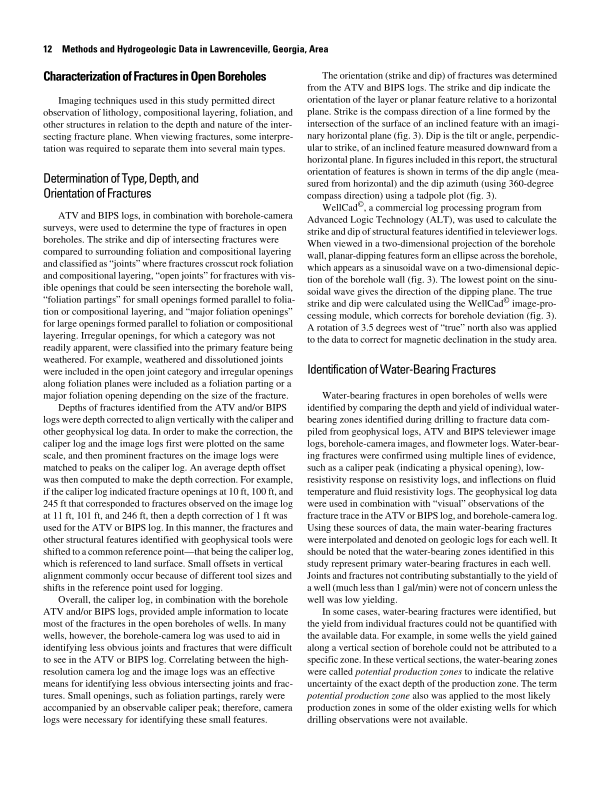 12 Methods and Hydrogeologic Data in Lawrenceville, Georgia, Area
Characterization of Fractures in Open Boreholes
Imaging techniques used in this study permitted direct
observation of lithology, compositional layering, foliation, and
other structures in relation to the depth and nature of the inter-
secting fracture plane. When viewing fractures, some interpre-
tation was required to separate them into several main types.
Determination of Type, Depth, and
Orientation of Fractures
ATV and BIPS logs, in combination with borehole-camera
surveys, were used to determine the type of fractures in open
boreholes. The strike and dip of intersecting fractures were
compared to surrounding foliation and compositional layering
and classified as “joints” where fractures crosscut rock foliation
and compositional layering, “open joints” for fractures with vis-
ible openings that could be seen intersecting the borehole wall,
“foliation partings” for small openings formed parallel to folia-
tion or compositional layering, and “major foliation openings”
for large openings formed parallel to foliation or compositional
layering. Irregular openings, for which a category was not
readily apparent, were classified into the primary feature being
weathered. For example, weathered and dissolutioned joints
were included in the open joint category and irregular openings
along foliation planes were included as a foliation parting or a
major foliation opening depending on the size of the fracture.
Depths of fractures identified from the ATV and/or BIPS
logs were depth corrected to align vertically with the caliper and
other geophysical log data. In order to make the correction, the
caliper log and the image logs first were plotted on the same
scale, and then prominent fractures on the image logs were
matched to peaks on the caliper log. An average depth offset
was then computed to make the depth correction. For example,
if the caliper log indicated fracture openings at 10 ft, 100 ft, and
245 ft that corresponded to fractures observed on the image log
at 11 ft, 101 ft, and 246 ft, then a depth correction of 1 ft was
used for the ATV or BIPS log. In this manner, the fractures and
other structural features identified with geophysical tools were
shifted to a common reference point—that being the caliper log,
which is referenced to land surface. Small offsets in vertical
alignment commonly occur because of different tool sizes and
shifts in the reference point used for logging.
Overall, the caliper log, in combination with the borehole
ATV and/or BIPS logs, provided ample information to locate
most of the fractures in the open boreholes of wells. In many
wells, however, the borehole-camera log was used to aid in
identifying less obvious joints and fractures that were difficult
to see in the ATV or BIPS log. Correlating between the high-
resolution camera log and the image logs was an effective
means for identifying less obvious intersecting joints and frac-
tures. Small openings, such as foliation partings, rarely were
accompanied by an observable caliper peak; therefore, camera
logs were necessary for identifying these small features.
The orientation (strike and dip) of fractures was determined
from the ATV and BIPS logs. The strike and dip indicate the
orientation of the layer or planar feature relative to a horizontal
plane. Strike is the compass direction of a line formed by the
intersection of the surface of an inclined feature with an imagi-
nary horizontal plane (fig. 3). Dip is the tilt or angle, perpendic-
ular to strike, of an inclined feature measured downward from a
horizontal plane. In figures included in this report, the structural
orientation of features is shown in terms of the dip angle (mea-
sured from horizontal) and the dip azimuth (using 360-degree
compass direction) using a tadpole plot (fig. 3).
WellCad©, a commercial log processing program from
Advanced Logic Technology (ALT), was used to calculate the
strike and dip of structural features identified in televiewer logs.
When viewed in a two-dimensional projection of the borehole
wall, planar-dipping features form an ellipse across the borehole,
which appears as a sinusoidal wave on a two-dimensional depic-
tion of the borehole wall (fig. 3). The lowest point on the sinu-
soidal wave gives the direction of the dipping plane. The true
strike and dip were calculated using the WellCad© image-pro-
cessing module, which corrects for borehole deviation (fig. 3).
A rotation of 3.5 degrees west of “true” north also was applied
to the data to correct for magnetic declination in the study area.
Identification of Water-Bearing Fractures
Water-bearing fractures in open boreholes of wells were
identified by comparing the depth and yield of individual water-
bearing zones identified during drilling to fracture data com-
piled from geophysical logs, ATV and BIPS televiewer image
logs, borehole-camera images, and flowmeter logs. Water-bear-
ing fractures were confirmed using multiple lines of evidence,
such as a caliper peak (indicating a physical opening), low-
resistivity response on resistivity logs, and inflections on fluid
temperature and fluid resistivity logs. The geophysical log data
were used in combination with “visual” observations of the
fracture trace in the ATV or BIPS log, and borehole-camera log.
Using these sources of data, the main water-bearing fractures
were interpolated and denoted on geologic logs for each well. It
should be noted that the water-bearing zones identified in this
study represent primary water-bearing fractures in each well.
Joints and fractures not contributing substantially to the yield of
a well (much less than 1 gal/min) were not of concern unless the
well was low yielding.
In some cases, water-bearing fractures were identified, but
the yield from individual fractures could not be quantified with
the available data. For example, in some wells the yield gained
along a vertical section of borehole could not be attributed to a
specific zone. In these vertical sections, the water-bearing zones
were called potential production zones to indicate the relative
uncertainty of the exact depth of the production zone. The term
potential production zone also was applied to the most likely
production zones in some of the older existing wells for which
drilling observations were not available.